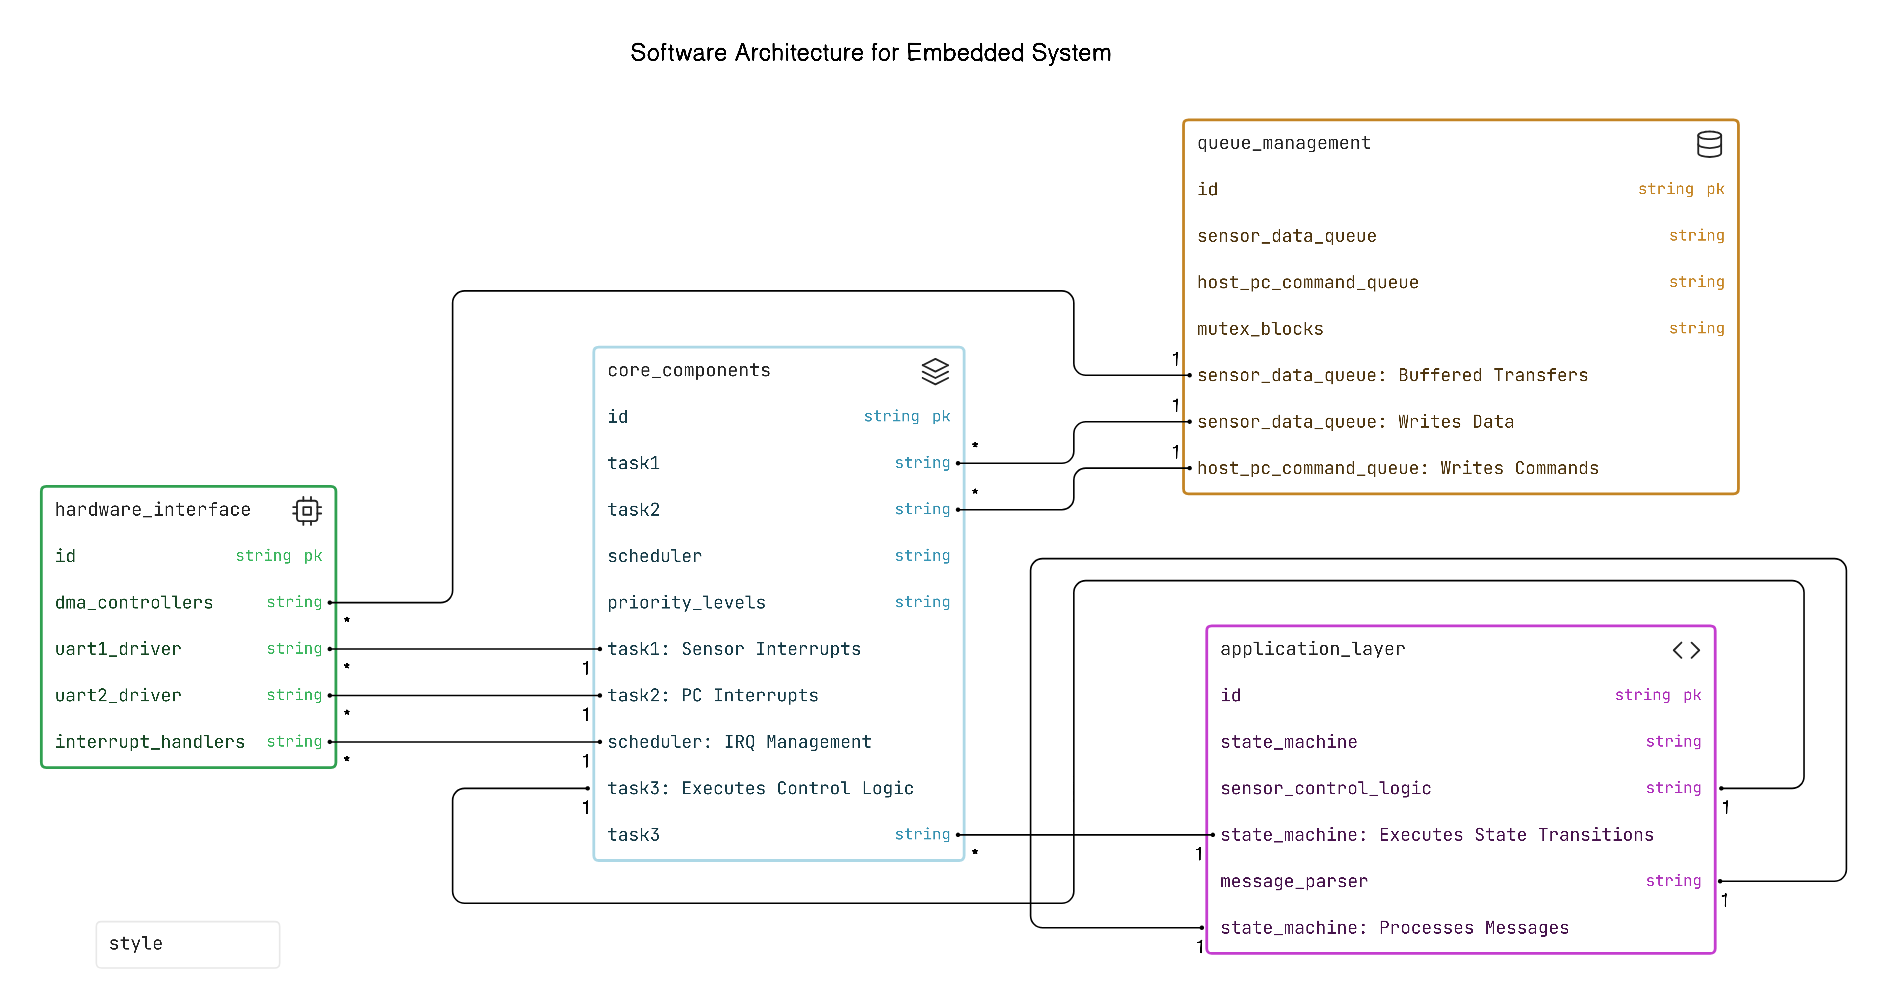 Software Architecture for Embedded System
queue_management
id string pk
sensor_data_queue string
host_pc_command_queue string
mutex_blocks string
1
sensor_data_queue: Buffered Transfers
1
sensor_data_queue: Writes Data
1
host_pc_command_queue: Writes Commands
core_components
id string pk
*
task1 string
*
task2 string
scheduler string
priority_levels string
task1: Sensor Interrupts
1
task2: PC Interrupts
1
scheduler: IRQ Management
1
task3: Executes Control Logic
1
task3 string
*
hardware_interface
id string pk
dma_controllers string
*
uart1_driver string
*
uart2_driver string
*
interrupt_handlers string
*
application_layer
id string pk
state_machine string
sensor_control_logic string
1
state_machine: Executes State Transitions
1
message_parser string
1
state_machine: Processes Messages
1
style